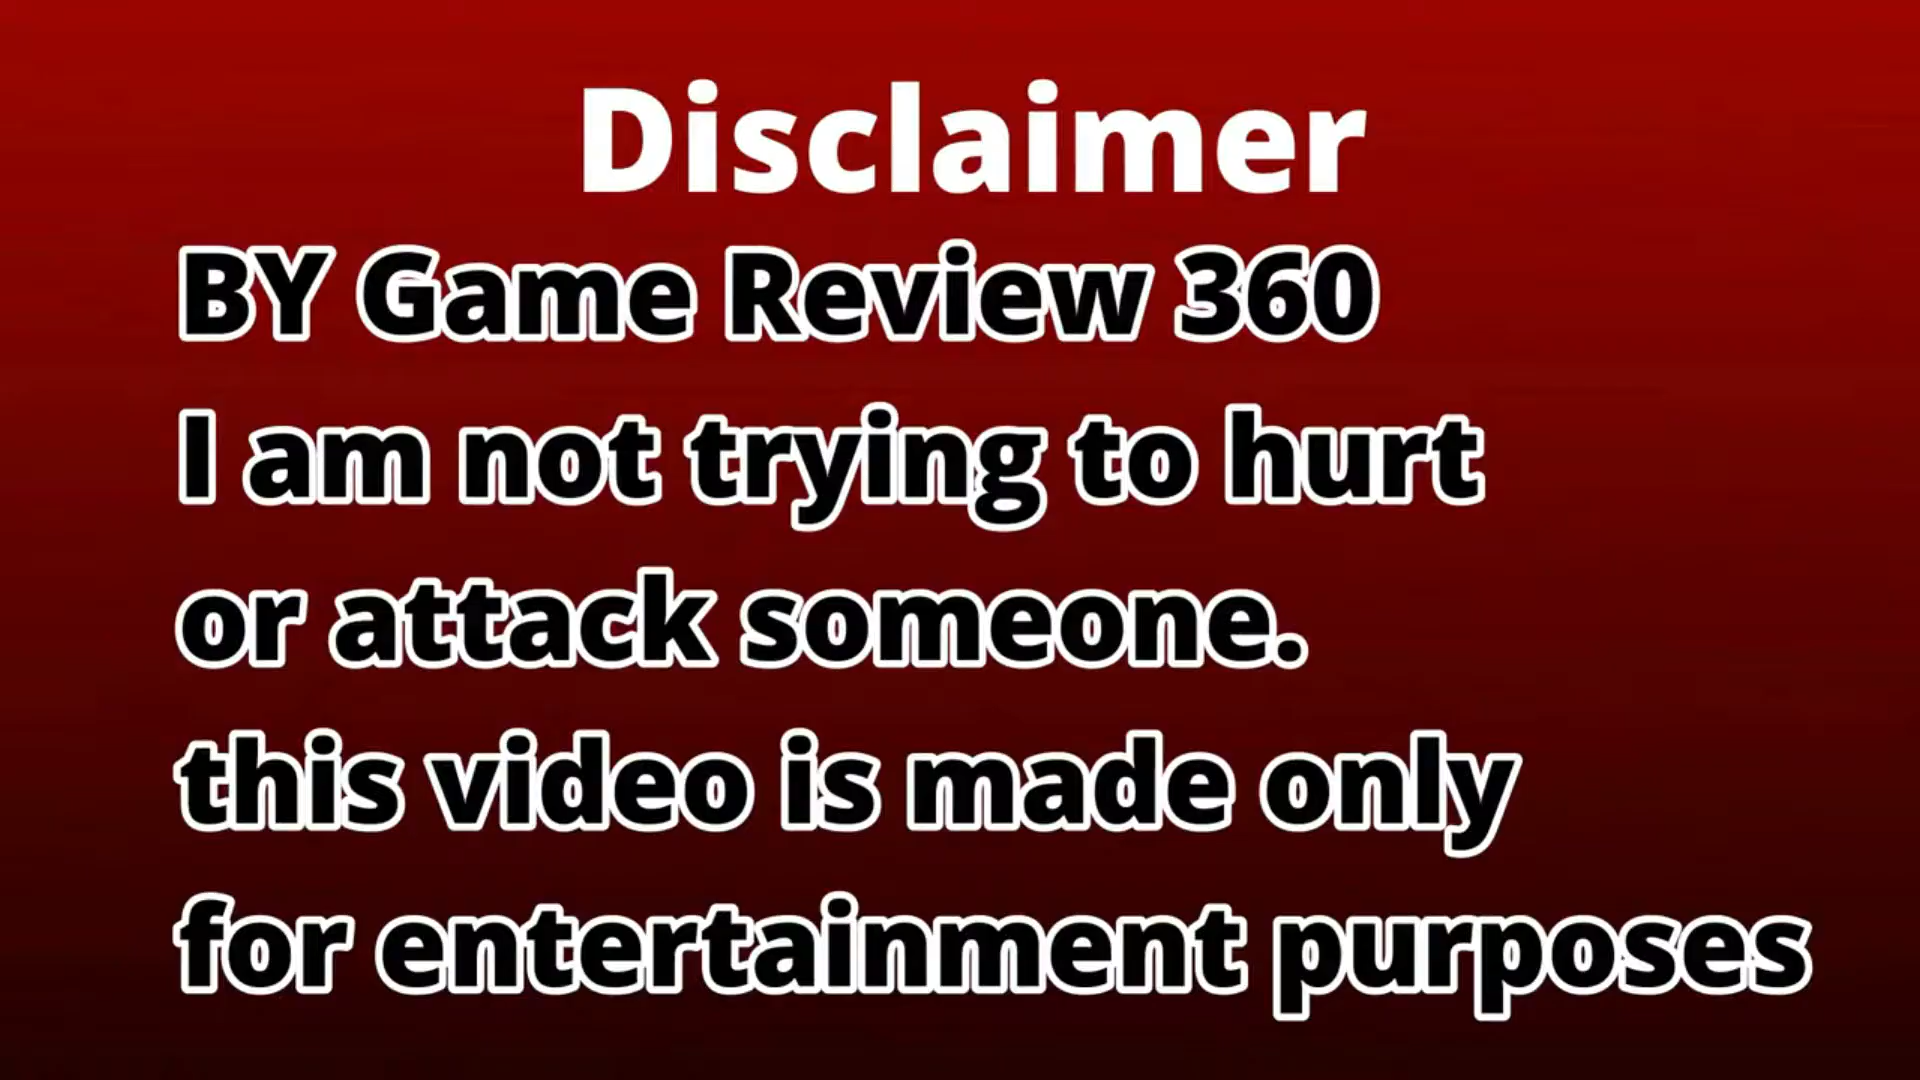 Disclaimer
BY Game Review 360
I am not trying to hurt
or attack someone.
this video is made only
for entertainment purposes